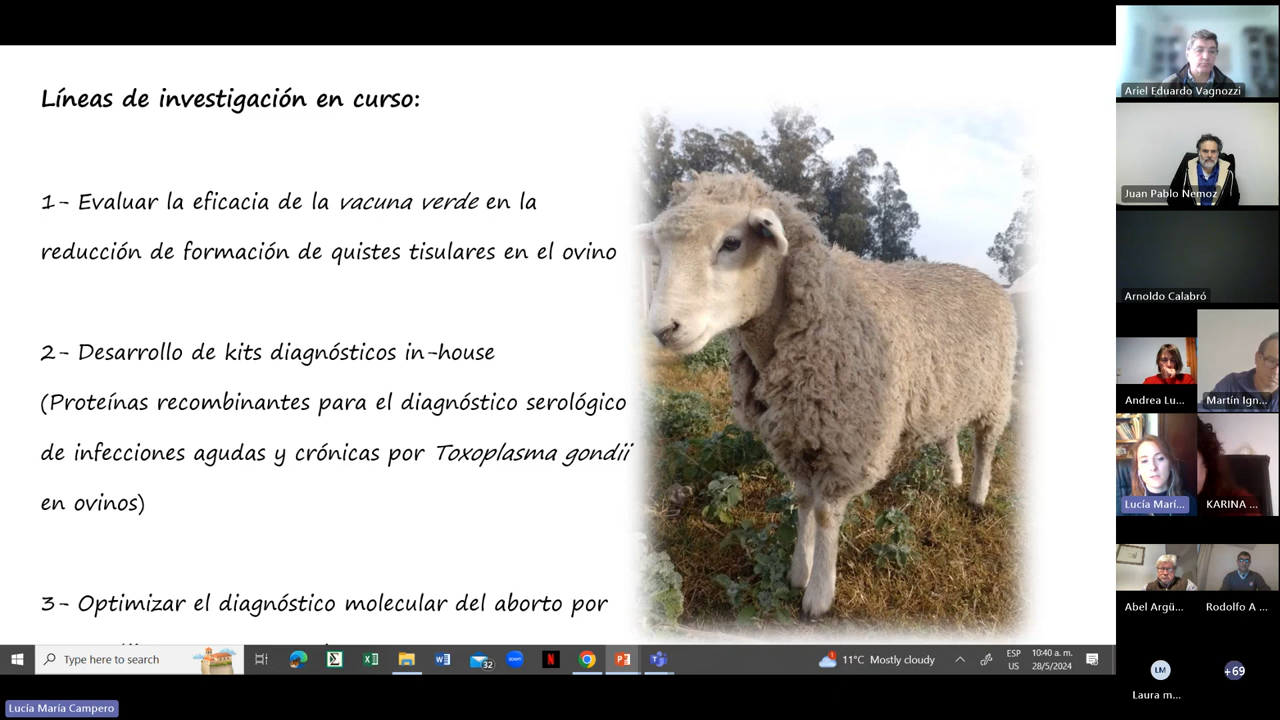 Líneas de investigación en curso:
1- Evaluar la eficacia de la vacuna verde en la
reducción de formación de quistes tisulares en el ovino
2- Desarrollo de kits diagnósticos in-house
(Proteínas recombinantes para el diagnóstico serológico
de infecciones agudas y crónicas por Toxoplasma gondii
en ovinos)
3- Optimizar el diagnóstico molecular del aborto por
Ariel Eduardo Vagnozzi
Juan Pablo Nemoz
Arnoldo Calabró
Andrea Lu...
Martín Ign...
Lucía Marí...
KARINA ...
Abel Argü...
Rodolfo A ...
LM
+69
Laura m...
Type here to search
32
zoom
11°C Mostly cloudy
ESP
US
10:40 a. m.
28/5/2024
Lucía María Campero